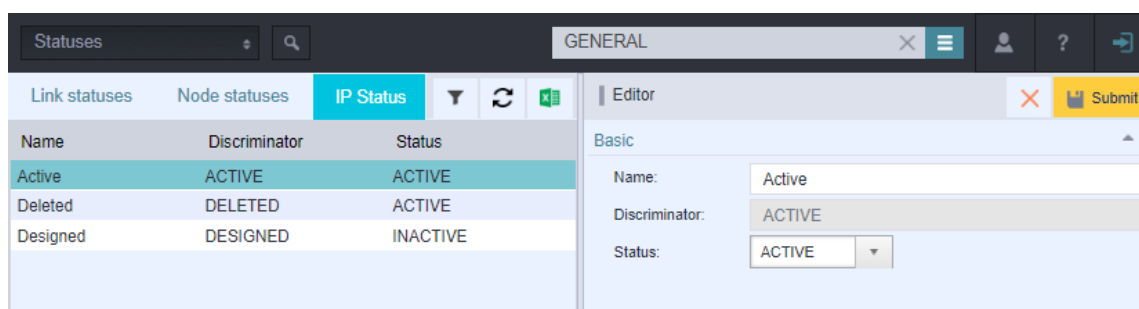 Statuses
GENERAL
?
Link statuses
Node statuses
IP Status
Editor
Submit
Name
Discriminator
Status
Active
ACTIVE
ACTIVE
Deleted
DELETED
ACTIVE
Designed
DESIGNED
INACTIVE
Basic
Name:
Active
Discriminator:
ACTIVE
Status:
ACTIVE